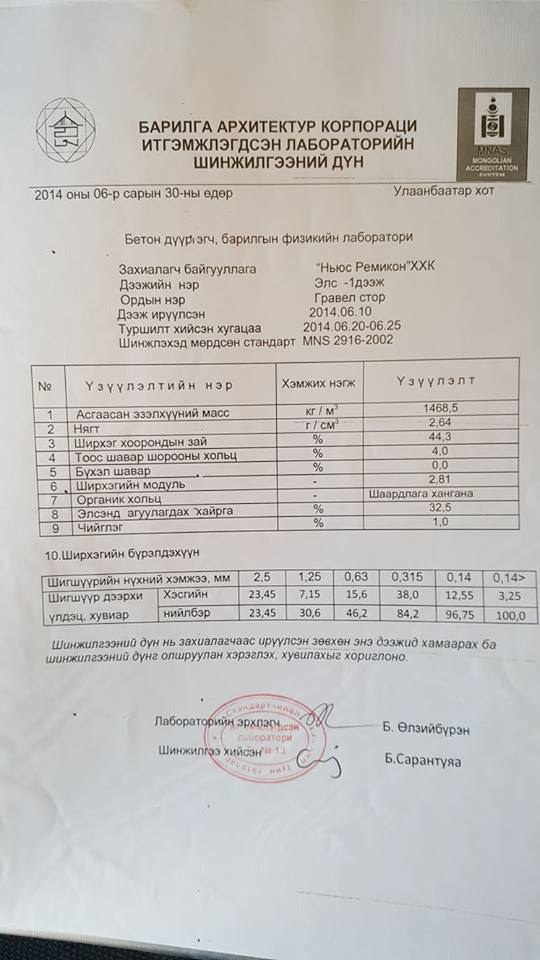 БАРИЛГА АРХИТЕКТУР КОРПОРАЦИ
ИТГЭМЖЛЭГДСЭН ЛАБОРАТОРИЙН
ШИНЖИЛГЭЭНИЙ ДҮН
MNAS
MONGOLIAN
ACCREDITATION
SYSTEM
2014 оны 06-р сарын 30-ны өдөр Улаанбаатар хот
Бетон дүүргэгч, барилгын физикийн лаборатори
Захиалагч байгууллага “Ньюс Ремикон”ХХК
Дээжийн нэр Элс -1дээж
Ордын нэр Гравел стор
Дээж ирүүлсэн 2014.06.10
Туршилт хийсэн хугацаа 2014.06.20-06.25
Шинжлэхэд мөрдсөн стандарт MNS 2916-2002
№ Үзүүлэлтийн нэр Хэмжих нэгж Үзүүлэлт
1 Асгаасан эзэлхүүний масс кг / м³ 1468,5
2 Нягт г / см³ 2,64
3 Ширхэг хоорондын зай % 44,3
4 Тоос шавар шорооны хольц % 4,0
5 Бүхэл шавар % 0,0
6 Ширхэгийн модуль - 2,81
7 Органик хольц - Шаардлага хангана
8 Элсэнд агуулагдах хайрга % 32,5
9 Чийглэг % 1,0
10.Ширхэгийн бүрэлдэхүүн
Шигшүүрийн нүхний хэмжээ, мм 2,5 1,25 0,63 0,315 0,14 0,14>
Шигшүүр дээрхи Хэсгийн 23,45 7,15 15,6 38,0 12,55 3,25
үлдэц, хувиар нийлбэр 23,45 30,6 46,2 84,2 96,75 100,0
Шинжилгээний дүн нь захиалагчаас ирүүлсэн зөвхөн энэ дээжид хамаарах ба
шинжилгээний дүнг олшруулан хэрэглэх, хувилахыг хориглоно.
Лабораторийн эрхлэгч Б. Өлзийбүрэн
Шинжилгээ хийсэн Б.Сарантуяа
лаборатори
№ 13